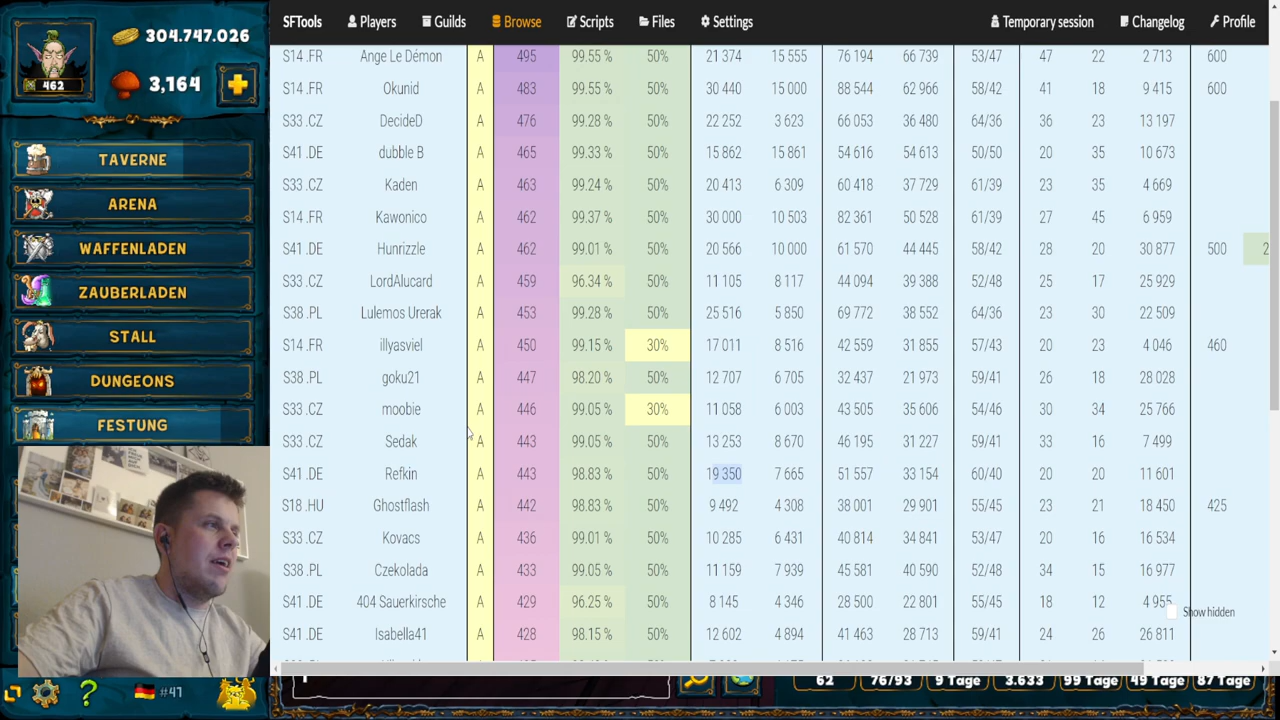 304.747.026
462
3,164
TAVERNE
ARENA
WAFFENLADEN
ZAUBERLADEN
STALL
DUNGEONS
FESTUNG
#41
SFTools Players Guilds Browse Scripts Files Settings Temporary session Changelog Profile
S14 .FR Ange Le Démon A 495 99.55 % 50% 21 374 15 555 76 194 66 739 53/47 47 22 2 713 600
S14 .FR Okunid A 483 99.55 % 50% 30 440 15 000 88 544 62 966 58/42 41 18 9 415 600
S33 .CZ DecideD A 476 99.28 % 50% 22 252 3 623 66 053 36 480 64/36 36 23 13 197
S41 .DE dubble B A 465 99.33 % 50% 15 862 15 861 54 616 54 613 50/50 20 35 10 673
S33 .CZ Kaden A 463 99.24 % 50% 20 413 6 309 60 418 37 729 61/39 23 35 4 669
S14 .FR Kawonico A 462 99.37 % 50% 30 000 10 503 82 361 50 528 61/39 27 45 6 959
S41 .DE Hunrizzle A 462 99.01 % 50% 20 566 10 000 61 570 44 445 58/42 28 20 30 877 500 2
S33 .CZ LordAlucard A 459 96.34 % 50% 11 105 8 117 44 094 39 388 52/48 25 17 25 929
S38 .PL Lulemos Urerak A 453 99.28 % 50% 25 516 5 850 69 772 38 552 64/36 23 30 22 509
S14 .FR illyasviel A 450 99.15 % 30% 17 011 8 516 42 559 31 855 57/43 20 23 4 046 460
S38 .PL goku21 A 447 98.20 % 50% 12 707 6 705 32 437 21 973 59/41 26 18 28 028
S33 .CZ moobie A 446 99.05 % 30% 11 058 6 003 43 505 35 606 54/46 30 34 25 766
S33 .CZ Sedak A 443 99.05 % 50% 13 253 8 670 46 195 31 227 59/41 33 16 7 499
S41 .DE Refkin A 443 98.83 % 50% 19 350 7 665 51 557 33 154 60/40 20 20 11 601
S18 .HU Ghostflash A 442 98.83 % 50% 9 492 4 308 38 001 29 901 55/45 23 21 18 450 425
S33 .CZ Kovacs A 436 99.01 % 50% 10 285 6 431 40 814 34 841 53/47 20 16 16 534
S38 .PL Czekolada A 433 99.05 % 50% 11 159 7 939 45 581 40 590 52/48 34 15 16 977
S41 .DE 404 Sauerkirsche A 429 96.25 % 50% 8 145 4 346 28 500 22 801 55/45 18 12 4 955
Show hidden
S41 .DE Isabella41 A 428 98.15 % 50% 12 602 4 894 41 463 28 713 59/41 24 26 26 811
62 76/93 9 Tage 3.633 99 Tage 49 Tage 87 Tage